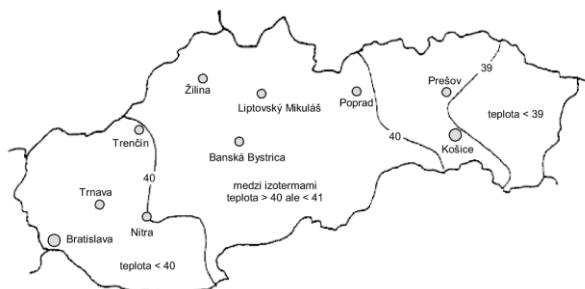 39
Žilina
Liptovský Mikuláš
Poprad
Prešov
teplota < 39
Trenčín
40
Košice
Banská Bystrica
40
medzi izotermami
teplota > 40 ale < 41
Trnava
Nitra
Bratislava
teplota < 40